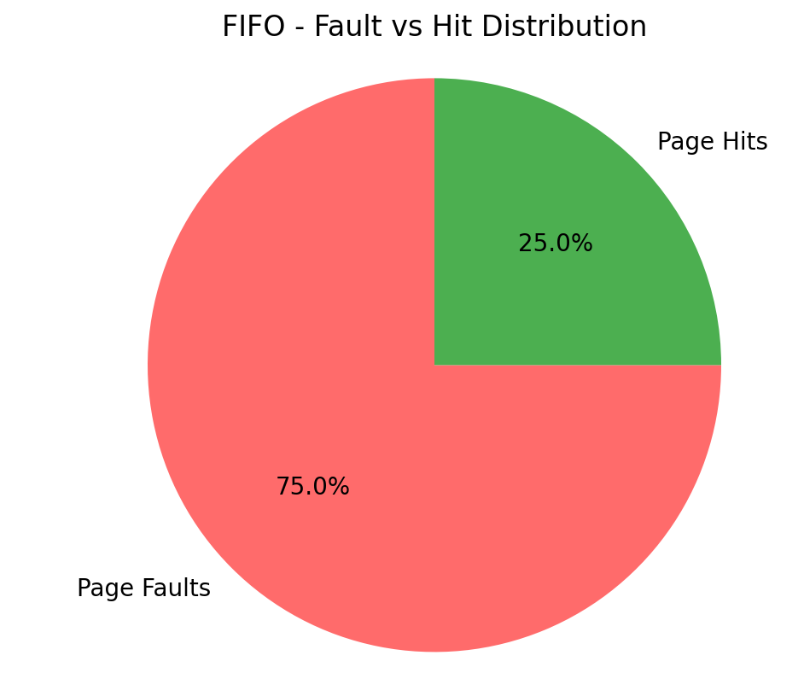 FIFO - Fault vs Hit Distribution
Page Hits
25.0%
75.0%
Page Faults